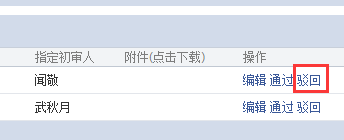 指定初审人 附件(点击下载) 操作
闻敬 编辑 通过 驳回
武秋月 编辑 通过 驳回